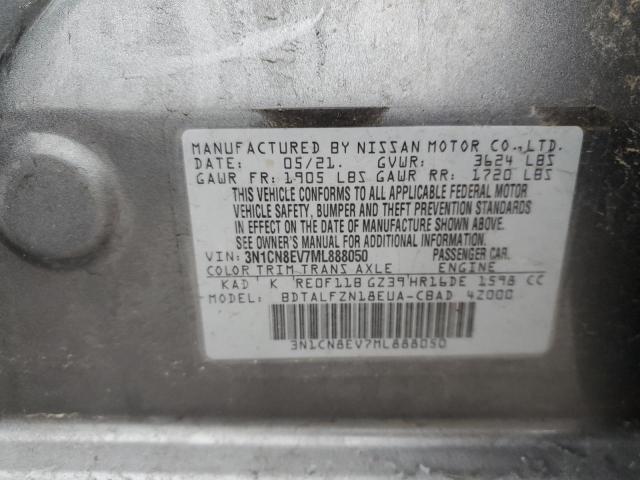 MANUFACTURED BY NISSAN MOTOR CO.,LTD.
DATE: 05/21. GVWR: 3624 LBS
GAWR FR: 1905 LBS GAWR RR: 1720 LBS
THIS VEHICLE CONFORMS TO ALL APPLICABLE FEDERAL MOTOR
VEHICLE SAFETY, BUMPER AND THEFT PREVENTION STANDARDS
IN EFFECT ON THE DATE OF MANUFACTURE SHOWN ABOVE.
SEE OWNER'S MANUAL FOR ADDITIONAL INFORMATION.
VIN: 3N1CN8EV7ML888050 PASSENGER CAR.
COLOR TRIM TRANS AXLE ENGINE
KAD K RE0F11B GZ39 HR16DE 1598 CC
MODEL: BDTALFZN18EUA-CBAD 4Z000
3N1CN8EV7ML888050